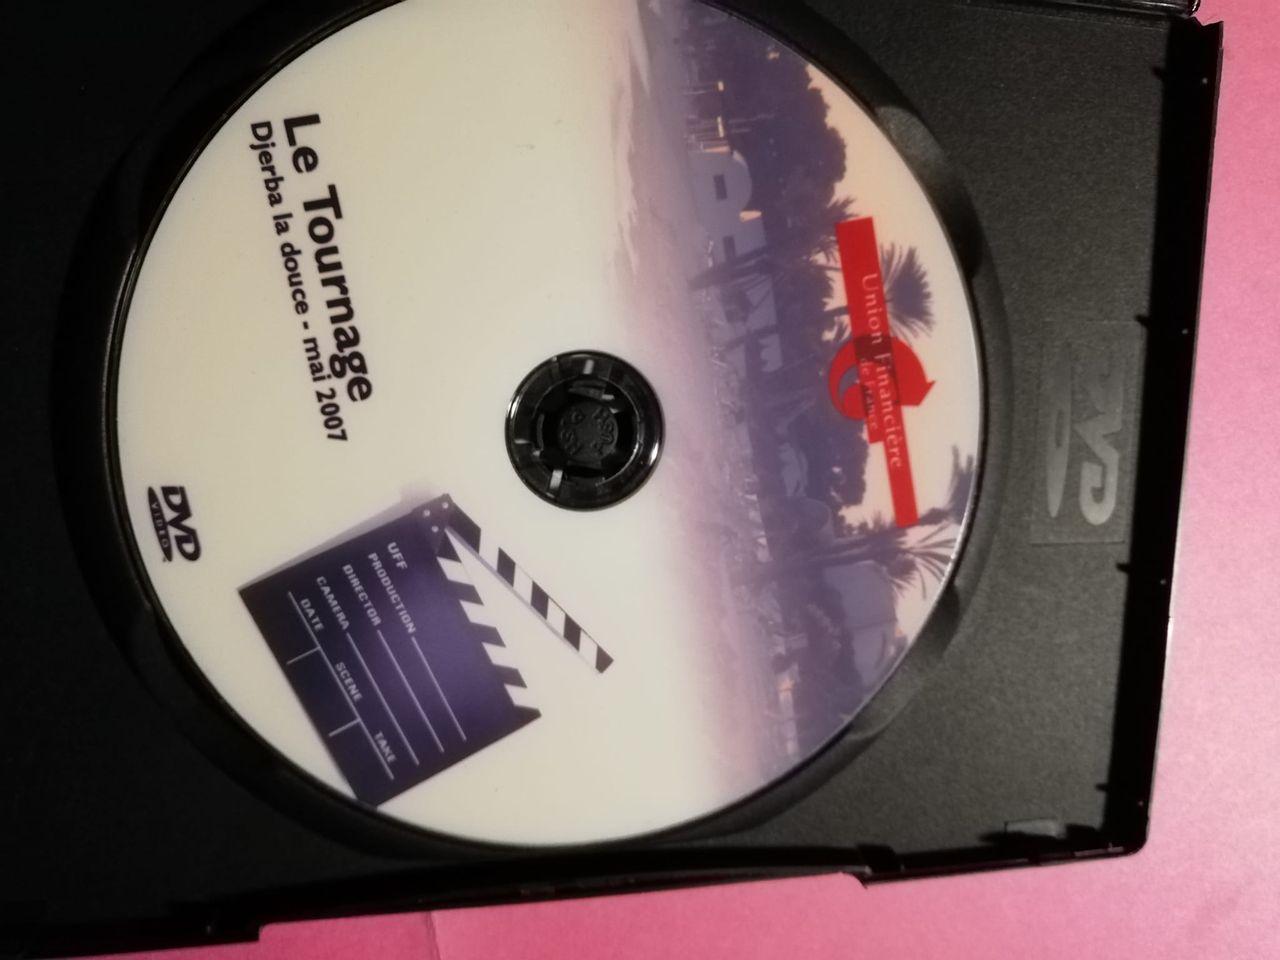 Union Financière
de France
Le Tournage
Djerba la douce - mai 2007
DVD
VIDEO
UFF
PRODUCTION
DIRECTOR
CAMERA
DATE SCENE TAKE
DVD